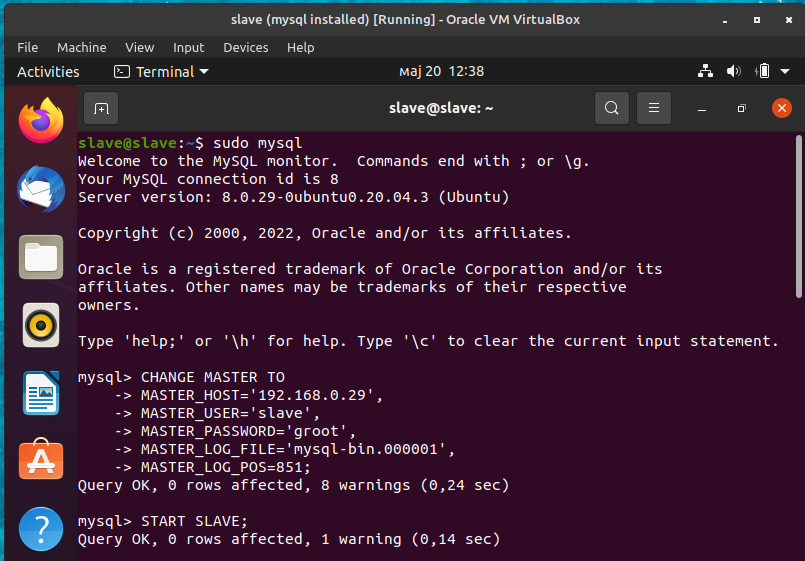 slave (mysql installed) [Running] - Oracle VM VirtualBox
File Machine View Input Devices Help
Activities Terminal мај 20 12:38
slave@slave: ~
slave@slave:~$ sudo mysql
Welcome to the MySQL monitor.  Commands end with ; or \g.
Your MySQL connection id is 8
Server version: 8.0.29-0ubuntu0.20.04.3 (Ubuntu)
Copyright (c) 2000, 2022, Oracle and/or its affiliates.
Oracle is a registered trademark of Oracle Corporation and/or its
affiliates. Other names may be trademarks of their respective
owners.
Type 'help;' or '\h' for help. Type '\c' to clear the current input statement.
mysql> CHANGE MASTER TO
    -> MASTER_HOST='192.168.0.29',
    -> MASTER_USER='slave',
    -> MASTER_PASSWORD='groot',
    -> MASTER_LOG_FILE='mysql-bin.000001',
    -> MASTER_LOG_POS=851;
Query OK, 0 rows affected, 8 warnings (0,24 sec)
mysql> START SLAVE;
Query OK, 0 rows affected, 1 warning (0,14 sec)